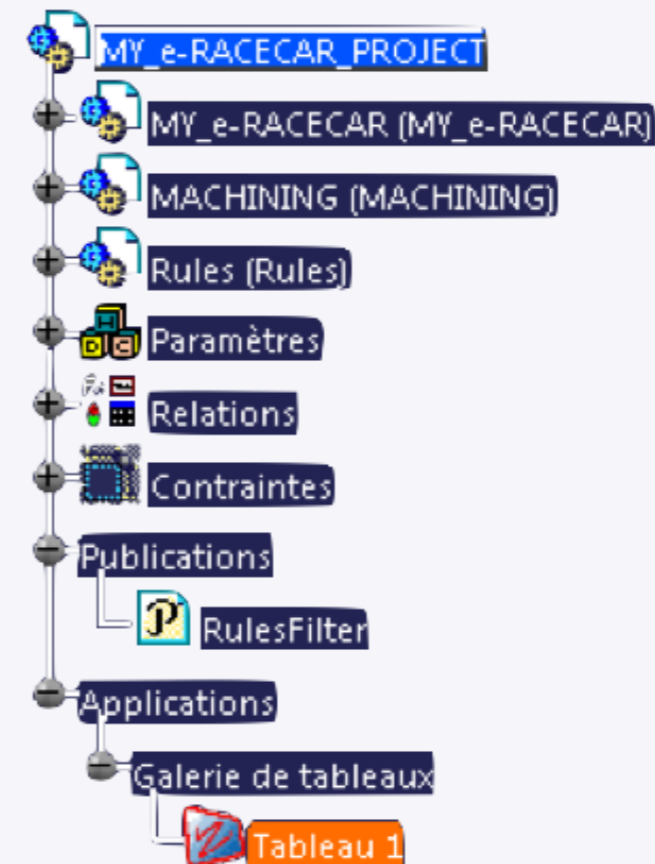 MY_e-RACECAR_PROJECT
MY_e-RACECAR (MY_e-RACECAR)
MACHINING (MACHINING)
Rules (Rules)
Paramètres
Relations
Contraintes
Publications
RulesFilter
Applications
Galerie de tableaux
Tableau 1